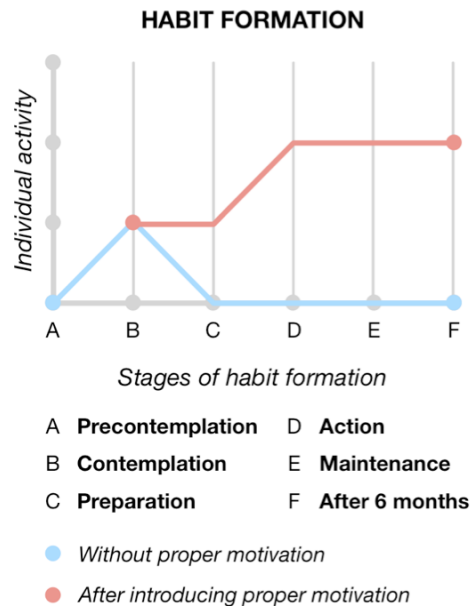 HABIT FORMATION
Individual activity
A B C D E F
Stages of habit formation
A Precontemplation D Action
B Contemplation E Maintenance
C Preparation F After 6 months
Without proper motivation
After introducing proper motivation